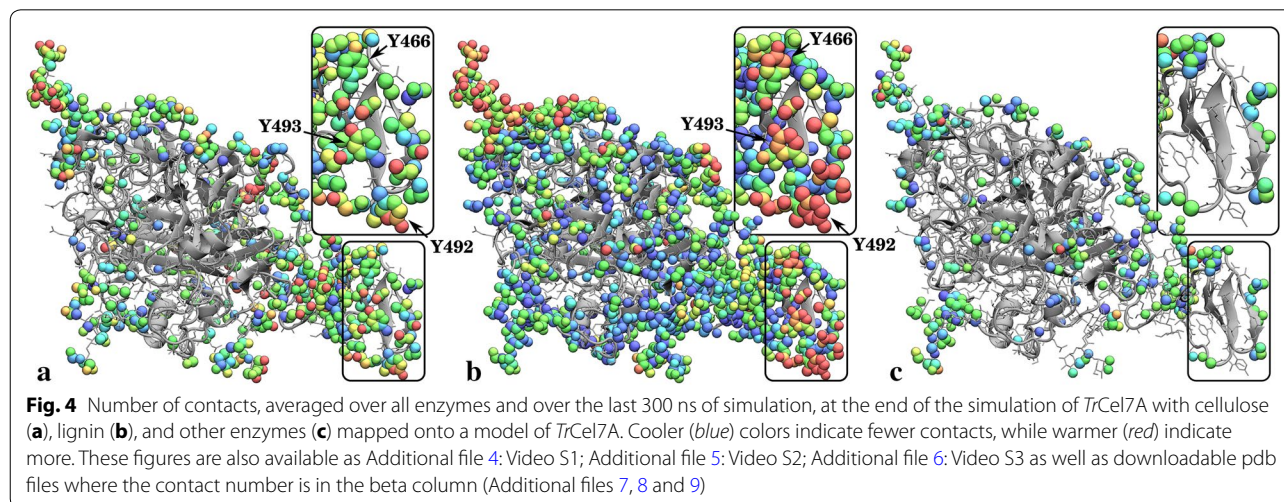 Y466
Y493
Y492
a
Y466
Y493
Y492
b
c
Fig. 4 Number of contacts, averaged over all enzymes and over the last 300 ns of simulation, at the end of the simulation of TrCel7A with cellulose
(a), lignin (b), and other enzymes (c) mapped onto a model of TrCel7A. Cooler (blue) colors indicate fewer contacts, while warmer (red) indicate
more. These figures are also available as Additional file 4: Video S1; Additional file 5: Video S2; Additional file 6: Video S3 as well as downloadable pdb
files where the contact number is in the beta column (Additional files 7, 8 and 9)